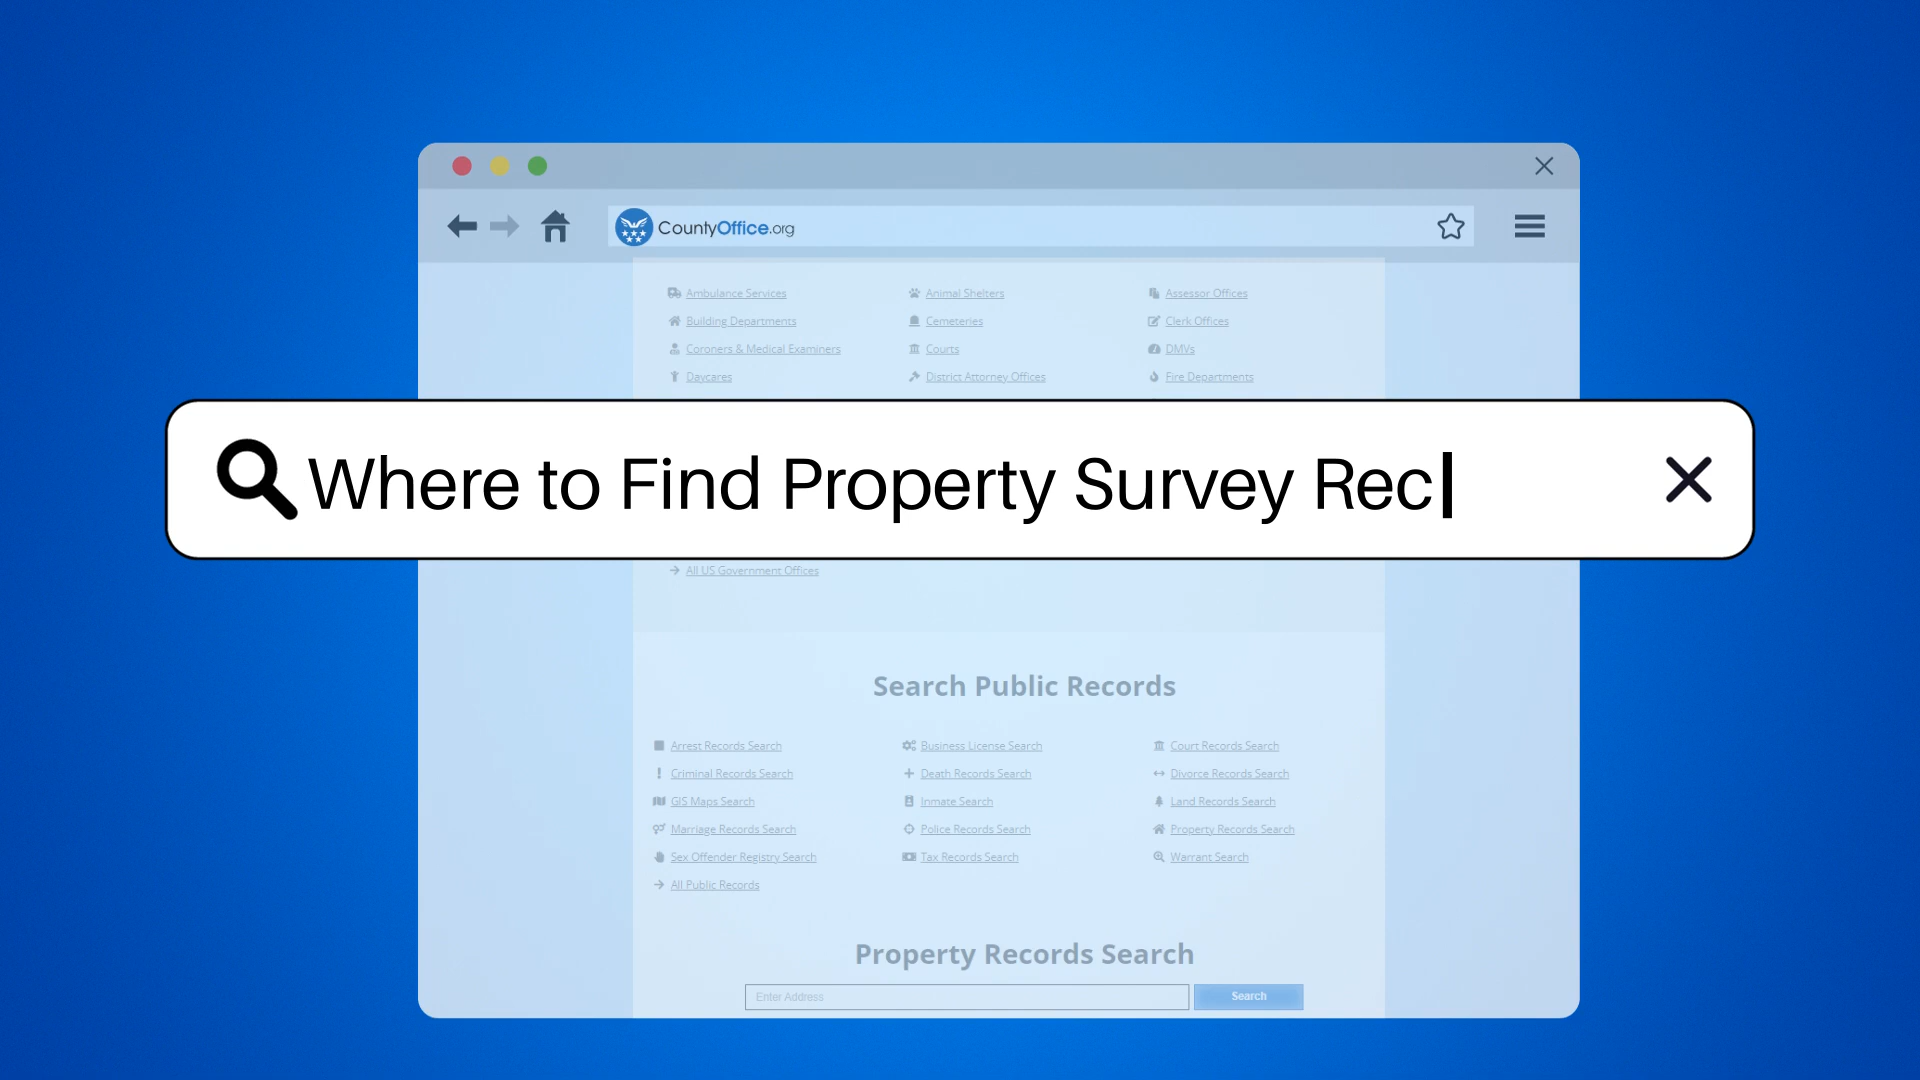 CountyOffice.org
Ambulance Services Animal Shelters Assessor Offices
Building Departments Cemeteries Clerk Offices
Coroners & Medical Examiners Courts DMVs
Daycares District Attorney Offices Fire Departments
Where to Find Property Survey Rec
All US Government Offices
Search Public Records
Arrest Records Search Business License Search Court Records Search
Criminal Records Search Death Records Search Divorce Records Search
GIS Maps Search Inmate Search Land Records Search
Marriage Records Search Police Records Search Property Records Search
Sex Offender Registry Search Tax Records Search Warrant Search
All Public Records
Property Records Search
Enter Address Search